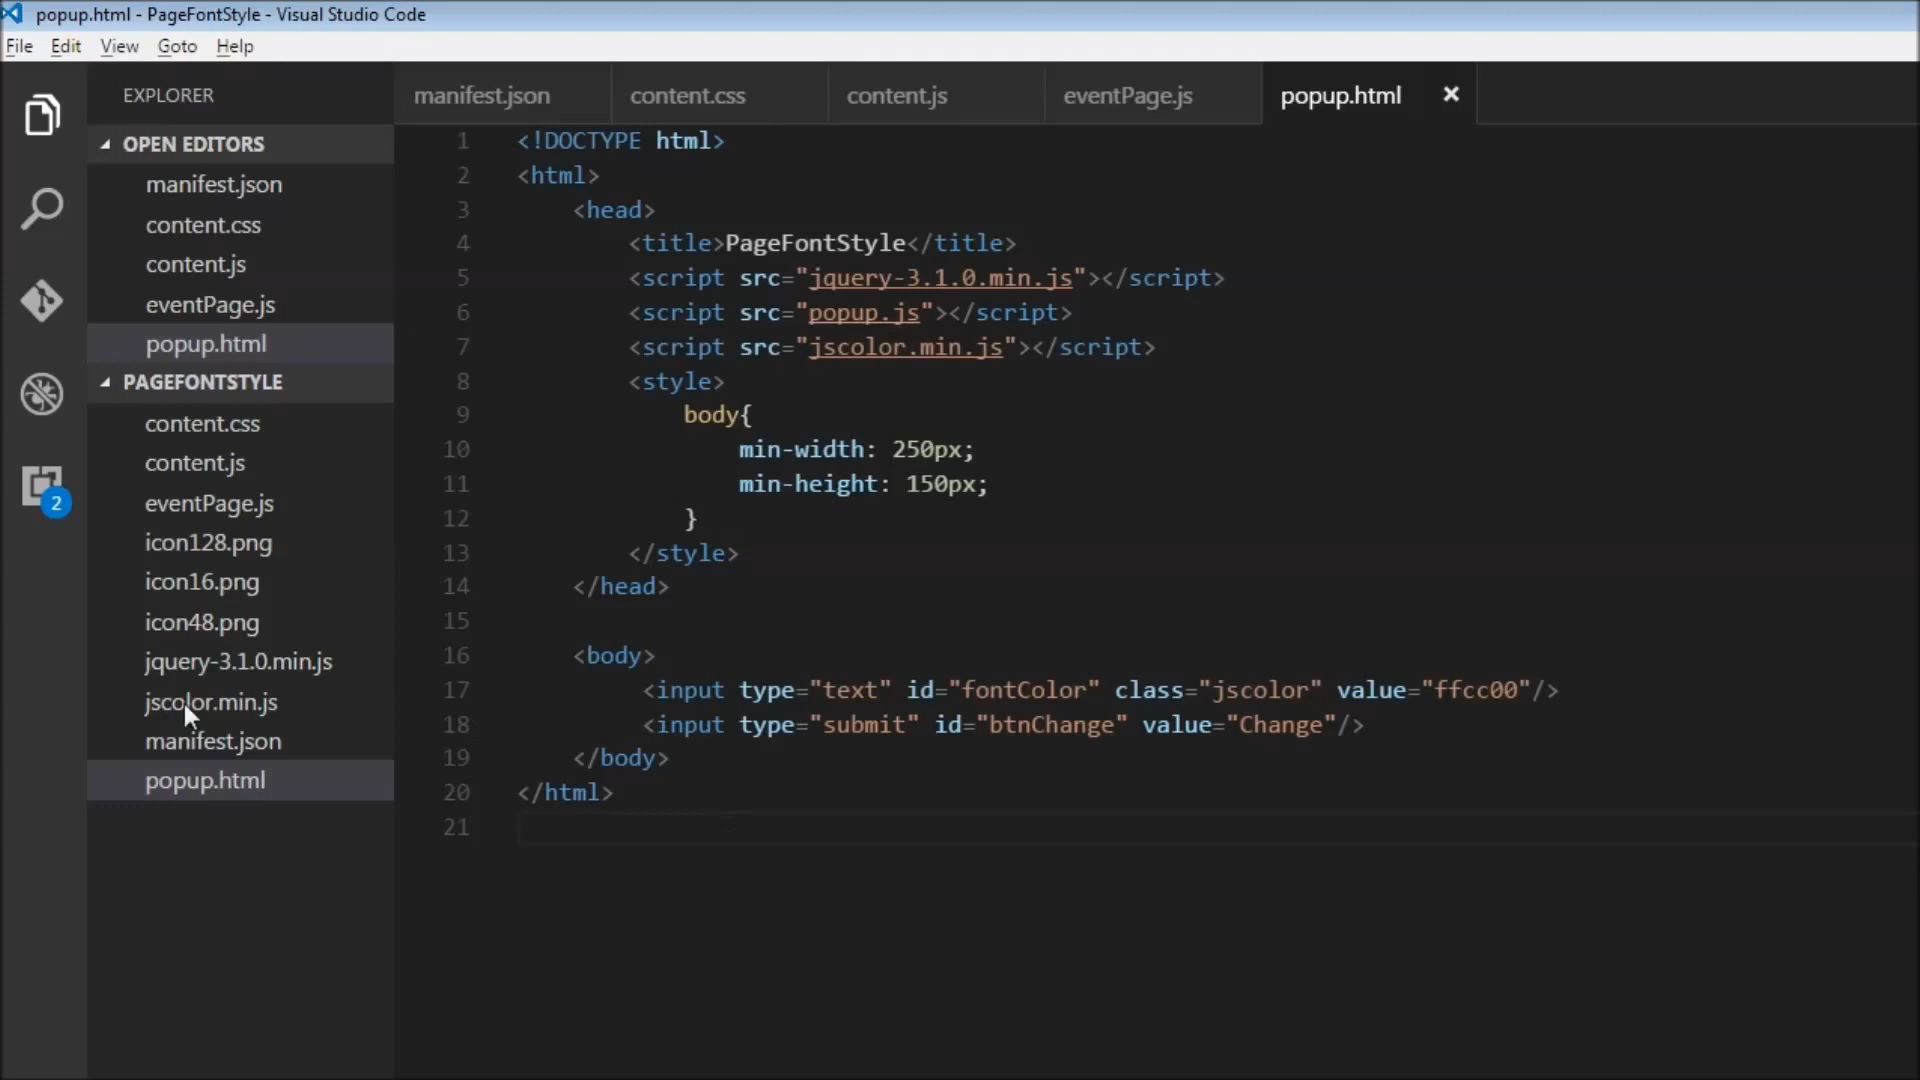 popup.html - PageFontStyle - Visual Studio Code
File Edit View Goto Help
EXPLORER
OPEN EDITORS
manifest.json
content.css
content.js
eventPage.js
popup.html
PAGEFONTSTYLE
content.css
content.js
eventPage.js
icon128.png
icon16.png
icon48.png
jquery-3.1.0.min.js
jscolor.min.js
manifest.json
popup.html
2
manifest.json content.css content.js eventPage.js popup.html
1 <!DOCTYPE html>
2 <html>
3 <head>
4 <title>PageFontStyle</title>
5 <script src="jquery-3.1.0.min.js"></script>
6 <script src="popup.js"></script>
7 <script src="jscolor.min.js"></script>
8 <style>
9 body{
10 min-width: 250px;
11 min-height: 150px;
12 }
13 </style>
14 </head>
15
16 <body>
17 <input type="text" id="fontColor" class="jscolor" value="ffcc00"/>
18 <input type="submit" id="btnChange" value="Change"/>
19 </body>
20 </html>
21